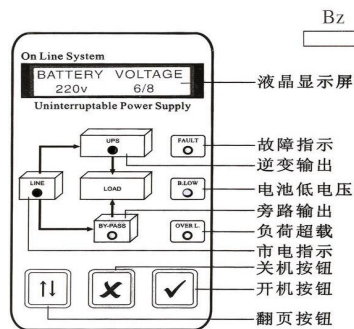 Bz
On Line System
BATTERY VOLTAGE
220v 6/8
液晶显示屏
Uninterruptable Power Supply
UPS
FAULT
故障指示
逆变输出
LINE
LOAD
B.LOW
电池低电压
旁路输出
BY-PASS
OVER L.
负荷超载
市电指示
关机按钮
开机按钮
翻页按钮